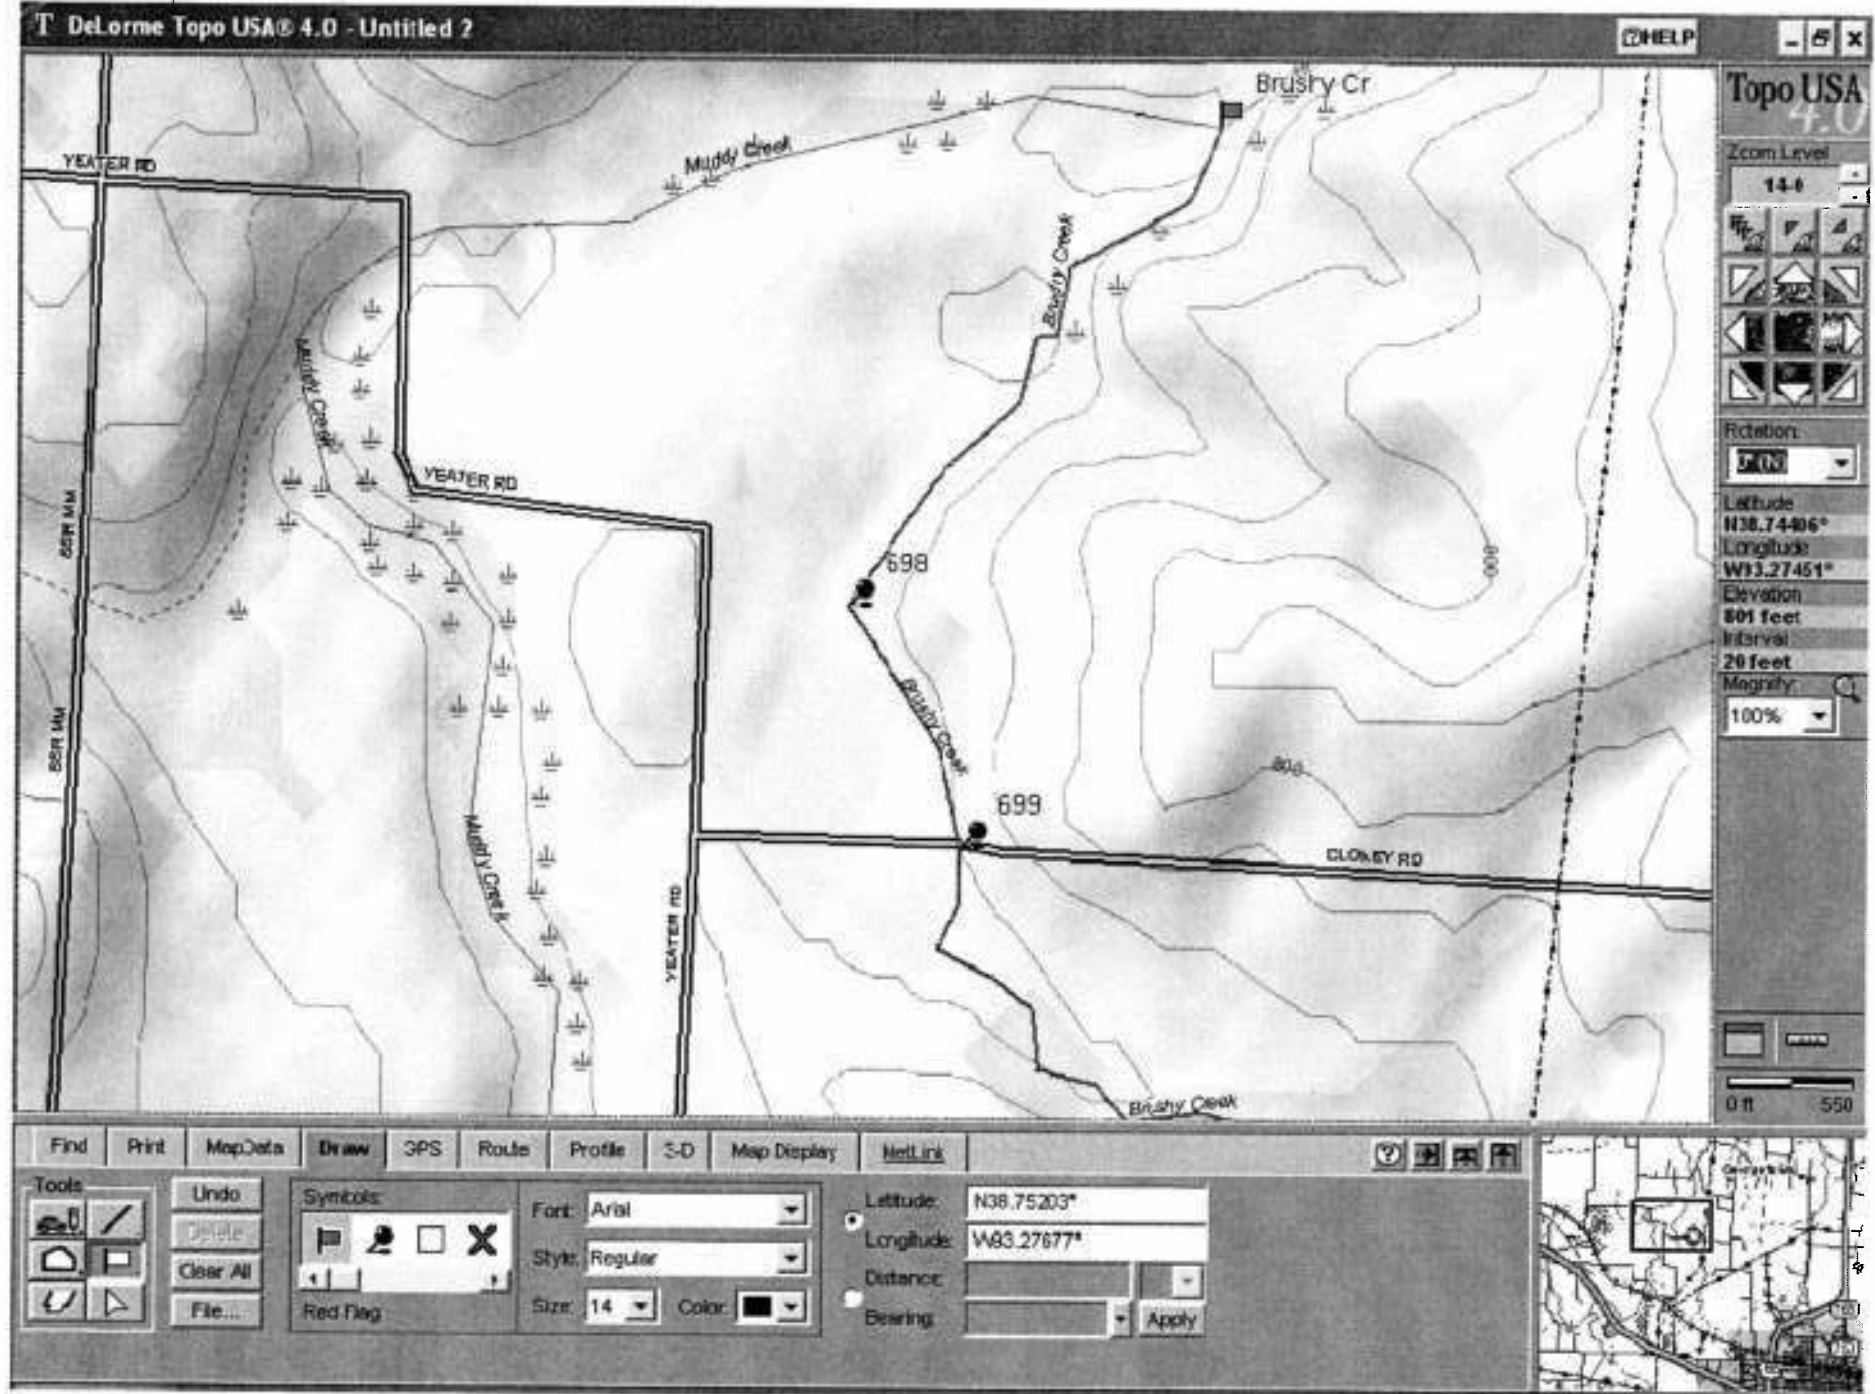 T DeLorme Topo USA® 4.0 - Untitled 2
HELP
Topo USA
4.0
Zoom Level
14-0
Rotation:
0° (N)
Latitude
N38.74406°
Longitude
W93.27451°
Elevation
801 feet
Interval
20 feet
Magnify:
100%
0 ft 550
Brushy Cr
YEATER RD
Muddy Creek
Brushy Creek
Muddy Creek
YEATER RD
698
800
Brushy Creek
800
699
CLONEY RD
Muddy Creek
YEATER RD
Brushy Creek
Find Print MapData Draw GPS Route Profile 3-D Map Display NetLink
Tools
Undo
Delete
Clear All
File...
Symbols:
Red Flag
Font: Arial
Style: Regular
Size: 14 Color:
Latitude: N38.75203°
Longitude: W93.27677°
Distance:
Bearing: Apply